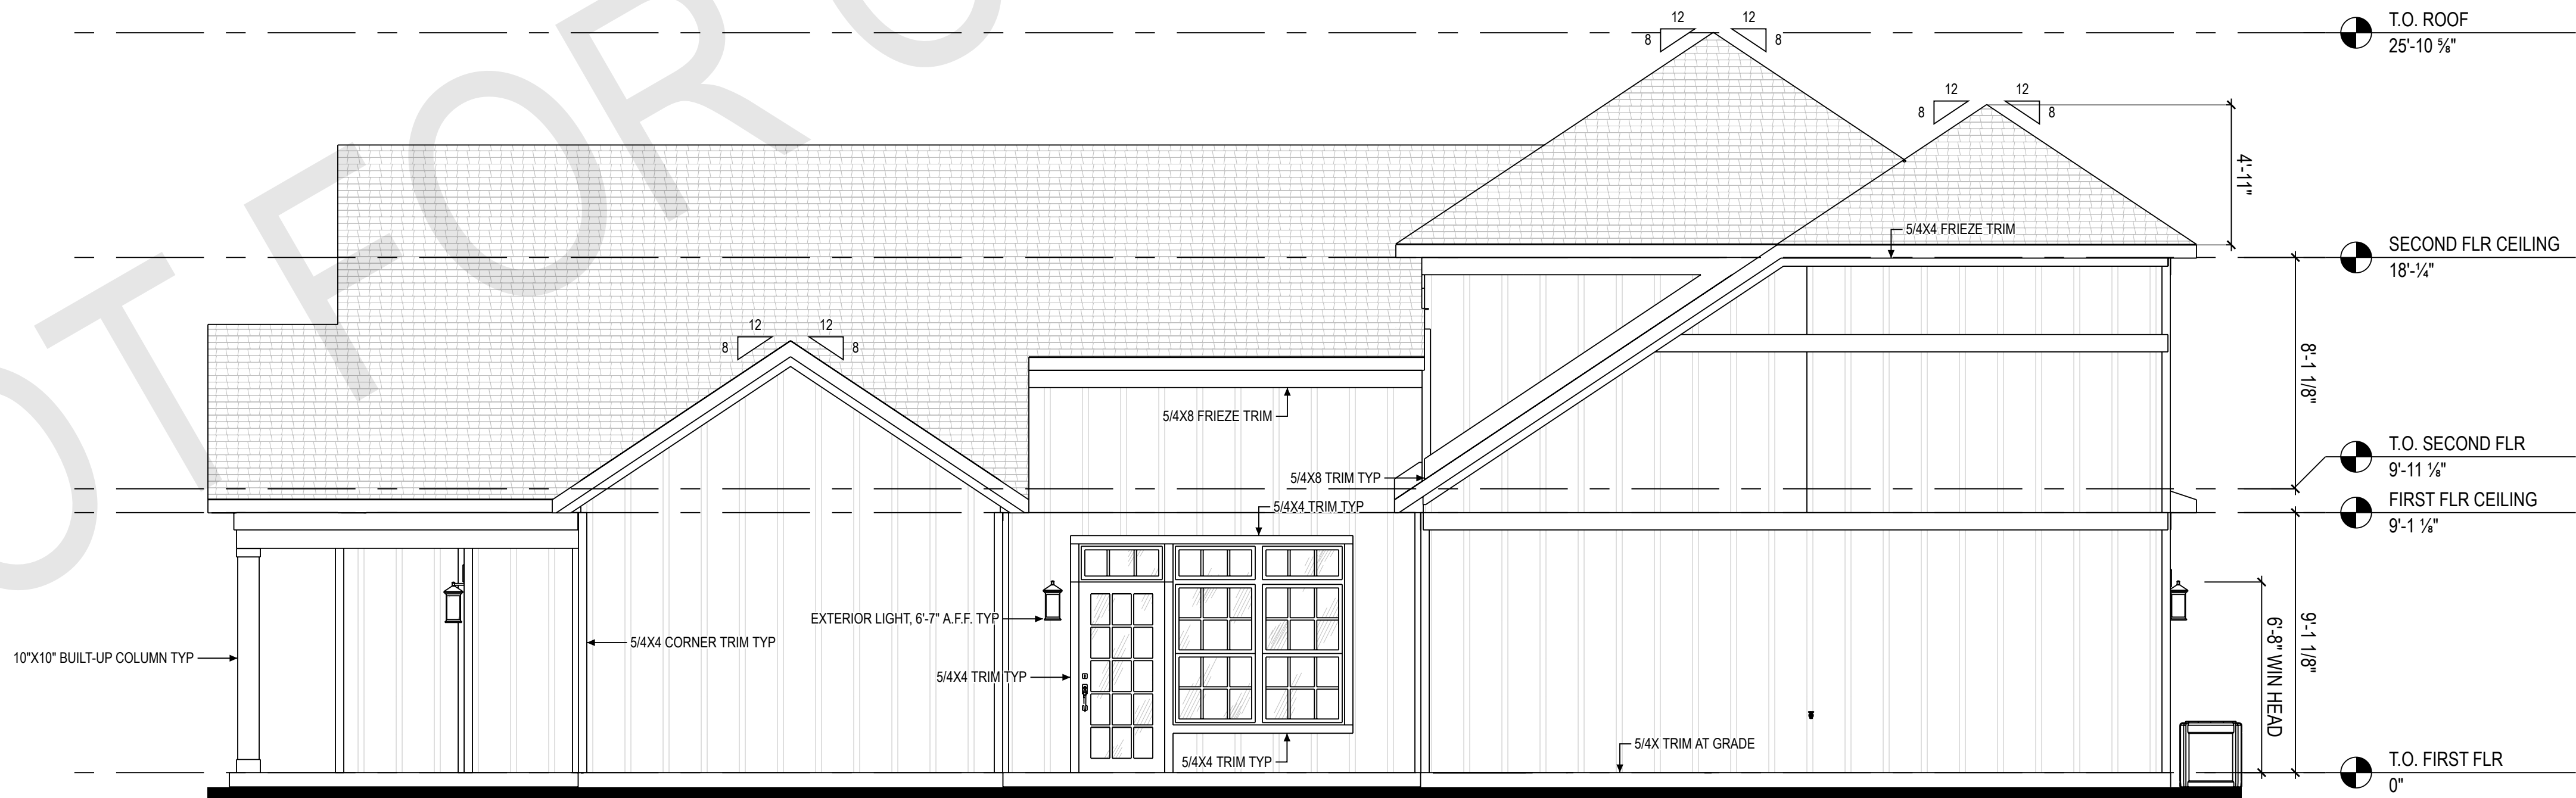 NOT FOR C
12 12
8 8
T.O. ROOF
25'-10 ⅝"
12 12
8 8
4'-11"
5/4X4 FRIEZE TRIM
SECOND FLR CEILING
18'-¼"
12 12
8 8
8'-1 1/8"
5/4X8 FRIEZE TRIM
T.O. SECOND FLR
9'-11 ⅛"
5/4X8 TRIM TYP
5/4X4 TRIM TYP
FIRST FLR CEILING
9'-1 ⅛"
EXTERIOR LIGHT, 6'-7" A.F.F. TYP
5/4X4 CORNER TRIM TYP
10"X10" BUILT-UP COLUMN TYP
5/4X4 TRIM TYP
6'-8" WIN HEAD
9'-1 1/8"
5/4X TRIM AT GRADE
5/4X4 TRIM TYP
T.O. FIRST FLR
0"